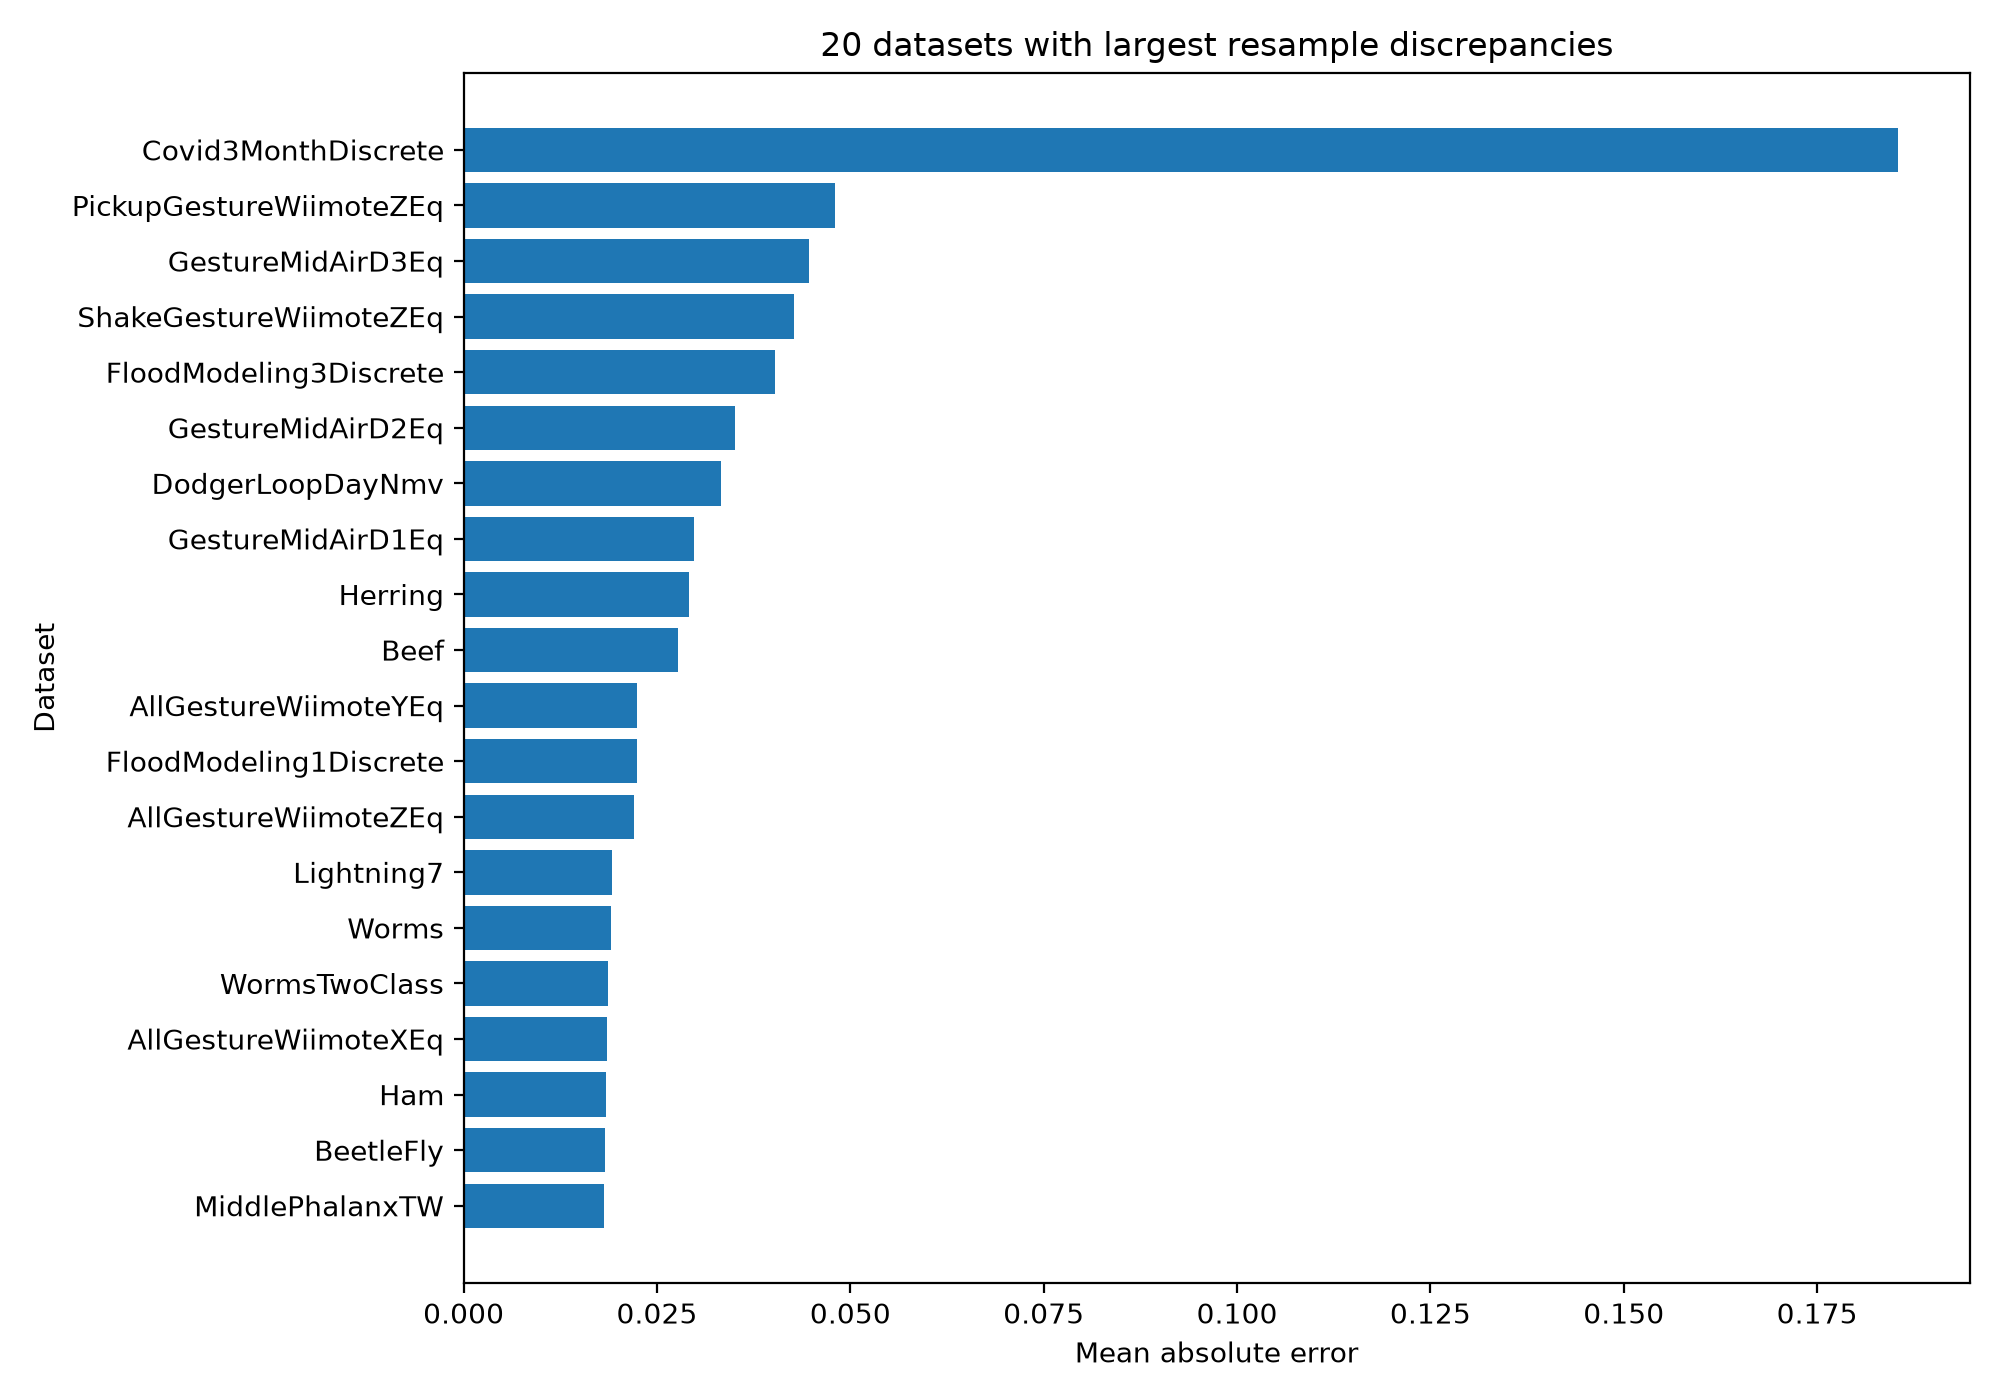 20 datasets with largest resample discrepancies
Covid3MonthDiscrete
PickupGestureWiimoteZEq
GestureMidAirD3Eq
ShakeGestureWiimoteZEq
FloodModeling3Discrete
GestureMidAirD2Eq
DodgerLoopDayNmv
GestureMidAirD1Eq
Herring
Beef
AllGestureWiimoteYEq
FloodModeling1Discrete
AllGestureWiimoteZEq
Lightning7
Worms
WormsTwoClass
AllGestureWiimoteXEq
Ham
BeetleFly
MiddlePhalanxTW
Dataset
0.000 0.025 0.050 0.075 0.100 0.125 0.150 0.175
Mean absolute error